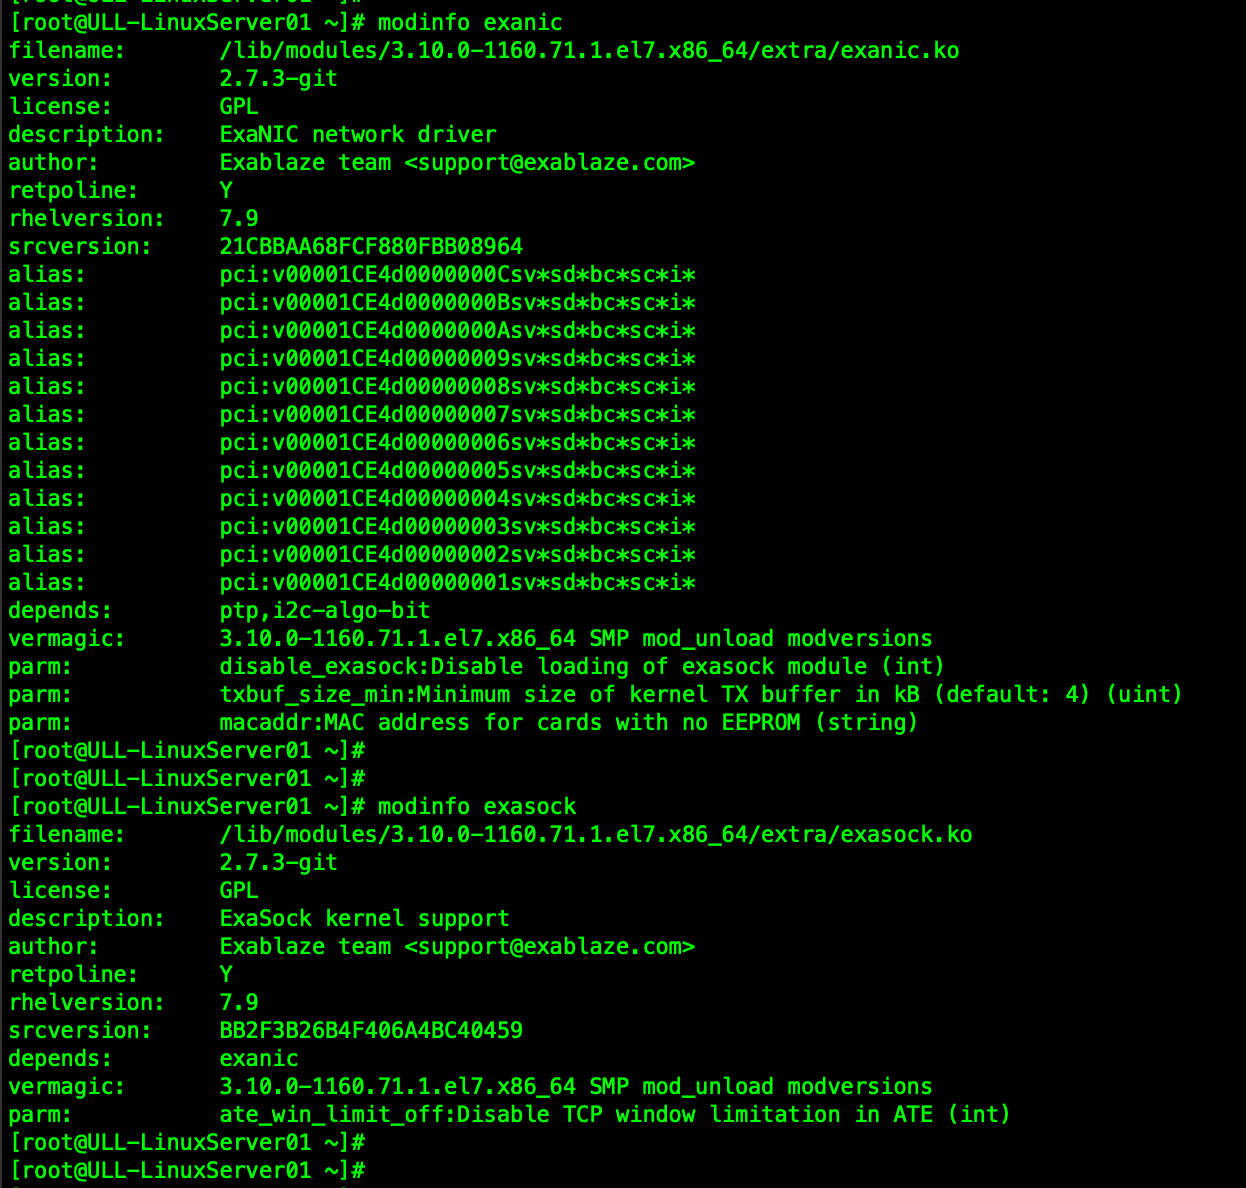 [root@ULL-LinuxServer01 ~]#
[root@ULL-LinuxServer01 ~]# modinfo exanic
filename: /lib/modules/3.10.0-1160.71.1.el7.x86_64/extra/exanic.ko
version: 2.7.3-git
license: GPL
description: ExaNIC network driver
author: Exablaze team <support@exablaze.com>
retpoline: Y
rhelversion: 7.9
srcversion: 21CBBAA68FCF880FBB08964
alias: pci:v00001CE4d0000000Csv*sd*bc*sc*i*
alias: pci:v00001CE4d0000000Bsv*sd*bc*sc*i*
alias: pci:v00001CE4d0000000Asv*sd*bc*sc*i*
alias: pci:v00001CE4d00000009sv*sd*bc*sc*i*
alias: pci:v00001CE4d00000008sv*sd*bc*sc*i*
alias: pci:v00001CE4d00000007sv*sd*bc*sc*i*
alias: pci:v00001CE4d00000006sv*sd*bc*sc*i*
alias: pci:v00001CE4d00000005sv*sd*bc*sc*i*
alias: pci:v00001CE4d00000004sv*sd*bc*sc*i*
alias: pci:v00001CE4d00000003sv*sd*bc*sc*i*
alias: pci:v00001CE4d00000002sv*sd*bc*sc*i*
alias: pci:v00001CE4d00000001sv*sd*bc*sc*i*
depends: ptp,i2c-algo-bit
vermagic: 3.10.0-1160.71.1.el7.x86_64 SMP mod_unload modversions
parm: disable_exasock:Disable loading of exasock module (int)
parm: txbuf_size_min:Minimum size of kernel TX buffer in kB (default: 4) (uint)
parm: macaddr:MAC address for cards with no EEPROM (string)
[root@ULL-LinuxServer01 ~]#
[root@ULL-LinuxServer01 ~]#
[root@ULL-LinuxServer01 ~]# modinfo exasock
filename: /lib/modules/3.10.0-1160.71.1.el7.x86_64/extra/exasock.ko
version: 2.7.3-git
license: GPL
description: ExaSock kernel support
author: Exablaze team <support@exablaze.com>
retpoline: Y
rhelversion: 7.9
srcversion: BB2F3B26B4F406A4BC40459
depends: exanic
vermagic: 3.10.0-1160.71.1.el7.x86_64 SMP mod_unload modversions
parm: ate_win_limit_off:Disable TCP window limitation in ATE (int)
[root@ULL-LinuxServer01 ~]#
[root@ULL-LinuxServer01 ~]#